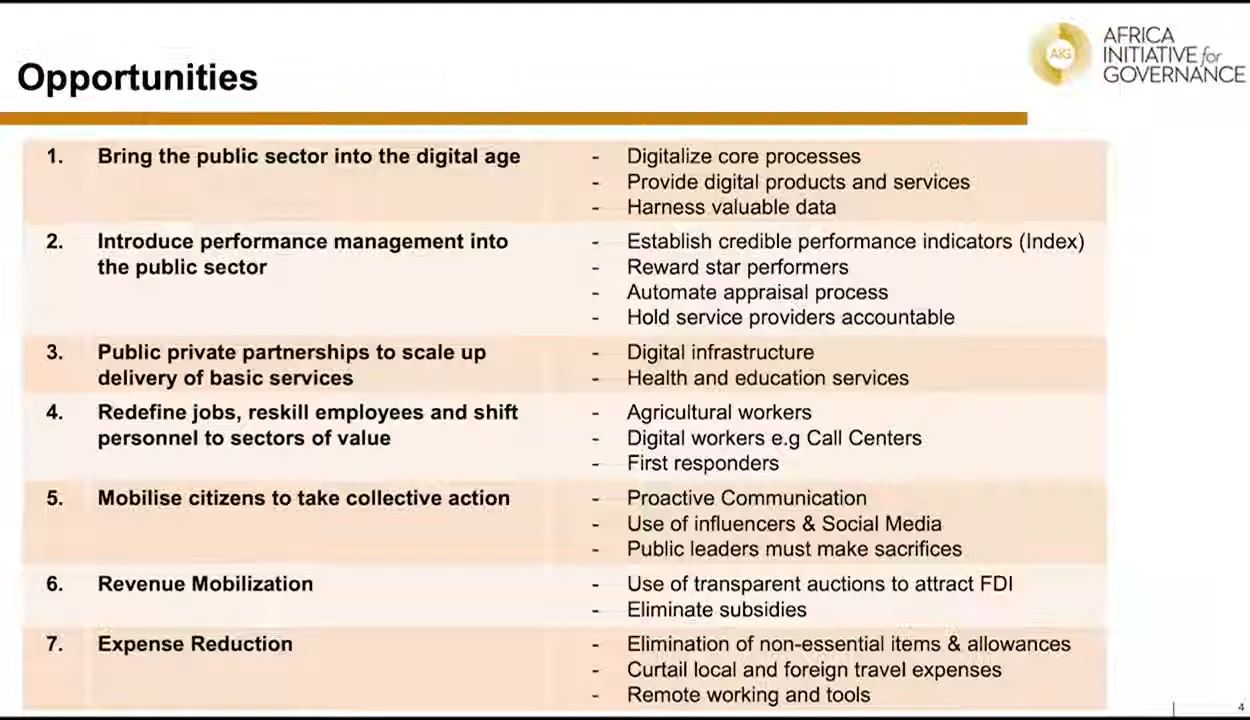 AFRICA
AIG
INITIATIVE for
GOVERNANCE
Opportunities
1. Bring the public sector into the digital age
- Digitalize core processes
- Provide digital products and services
- Harness valuable data
2. Introduce performance management into
the public sector
- Establish credible performance indicators (Index)
- Reward star performers
- Automate appraisal process
- Hold service providers accountable
3. Public private partnerships to scale up
delivery of basic services
- Digital infrastructure
- Health and education services
4. Redefine jobs, reskill employees and shift
personnel to sectors of value
- Agricultural workers
- Digital workers e.g Call Centers
- First responders
5. Mobilise citizens to take collective action
- Proactive Communication
- Use of influencers & Social Media
- Public leaders must make sacrifices
6. Revenue Mobilization
- Use of transparent auctions to attract FDI
- Eliminate subsidies
7. Expense Reduction
- Elimination of non-essential items & allowances
- Curtail local and foreign travel expenses
- Remote working and tools
4